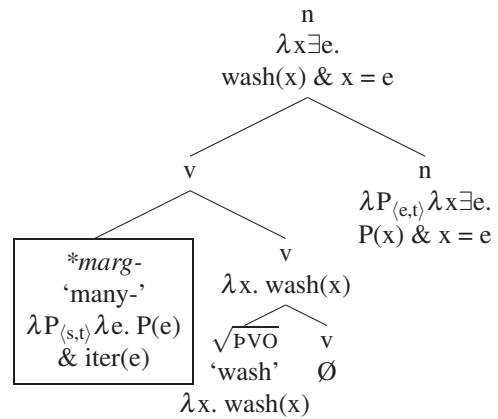 n
λx∃e.
wash(x) & x = e
v n
λP⟨e,t⟩λx∃e.
P(x) & x = e
*marg-
'many-'
λP⟨s,t⟩λe. P(e)
& iter(e)
v
λx. wash(x)
√ÞVO v
'wash' Ø
λx. wash(x)